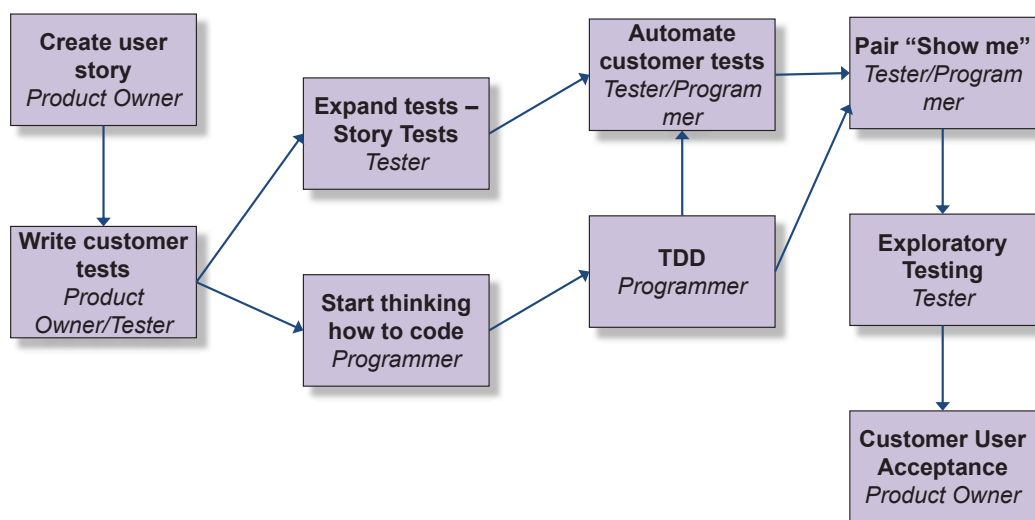 Create user
story
Product Owner
Write customer
tests
Product
Owner/Tester
Expand tests –
Story Tests
Tester
Start thinking
how to code
Programmer
Automate
customer tests
Tester/Program
mer
TDD
Programmer
Pair “Show me”
Tester/Program
mer
Exploratory
Testing
Tester
Customer User
Acceptance
Product Owner